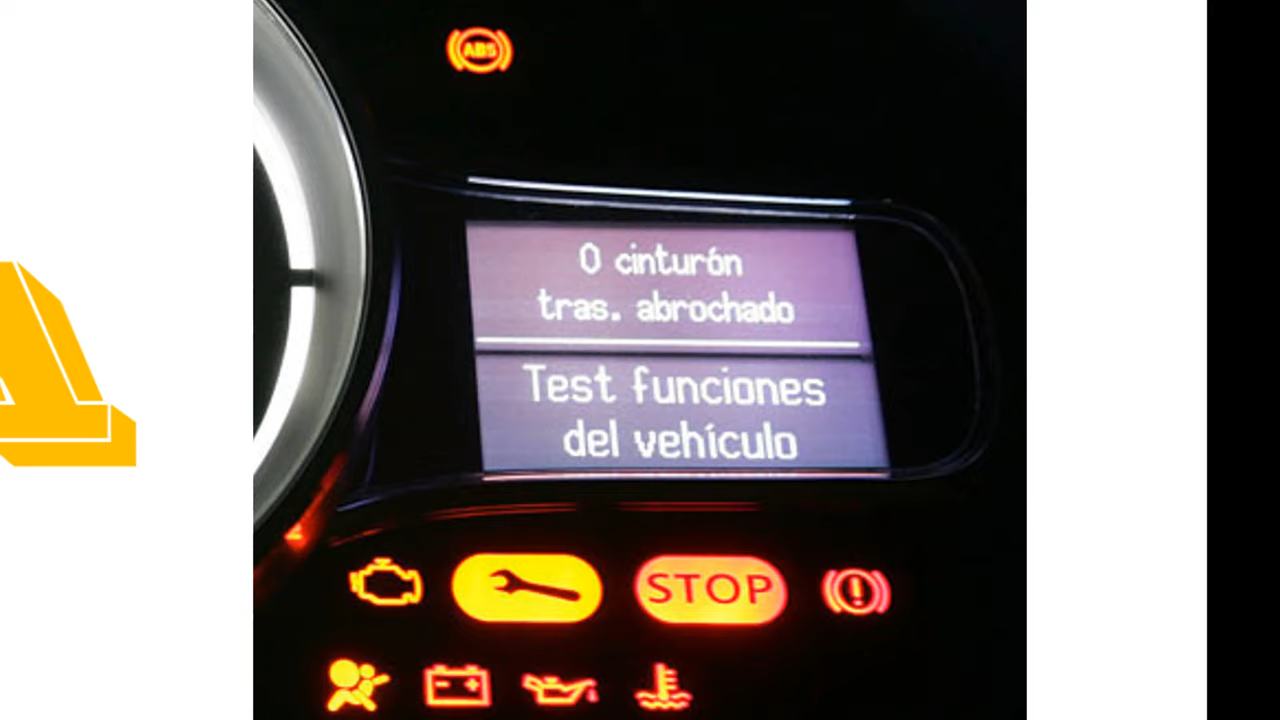 ABS
0 cinturón
tras. abrochado
Test funciones
del vehículo
STOP